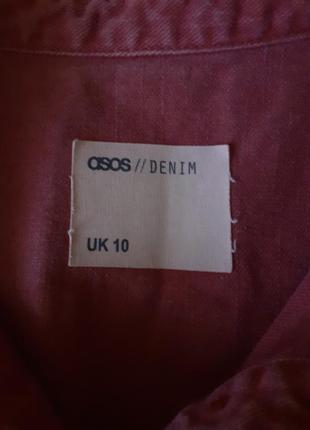 asos // DENIM
UK 10